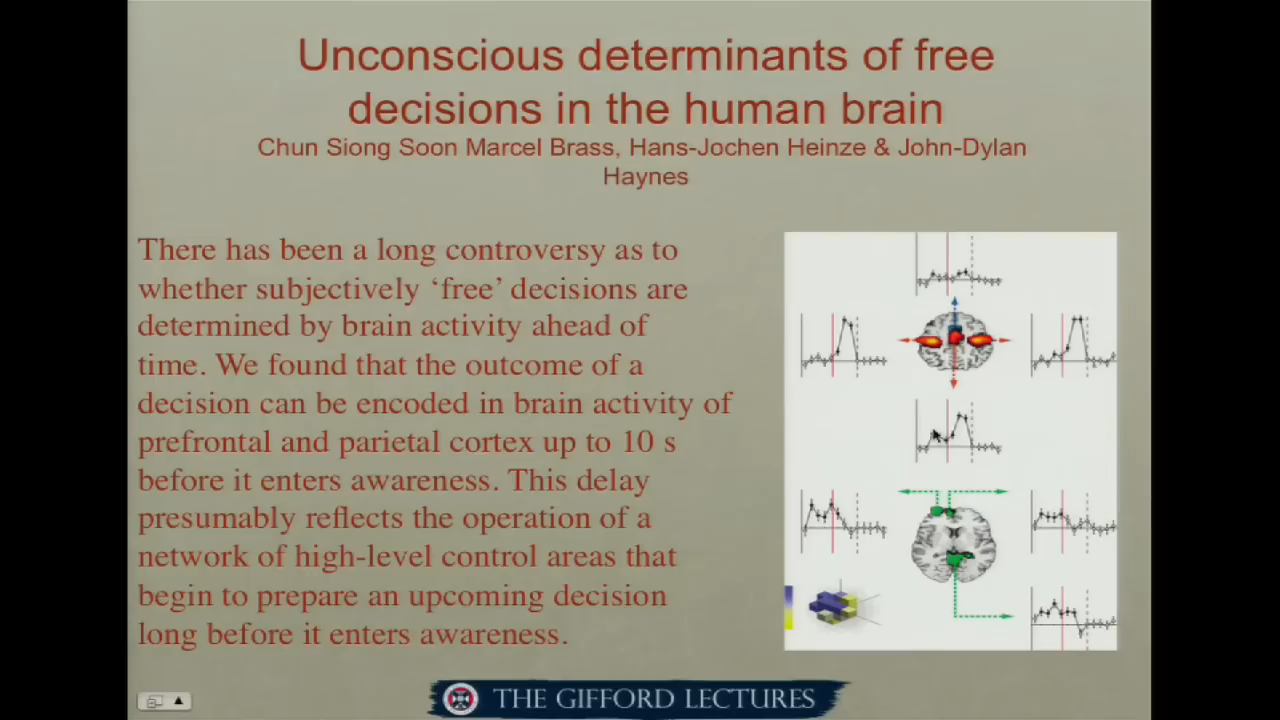 Unconscious determinants of free
decisions in the human brain
Chun Siong Soon Marcel Brass, Hans-Jochen Heinze & John-Dylan
Haynes
There has been a long controversy as to
whether subjectively ‘free’ decisions are
determined by brain activity ahead of
time. We found that the outcome of a
decision can be encoded in brain activity of
prefrontal and parietal cortex up to 10 s
before it enters awareness. This delay
presumably reflects the operation of a
network of high-level control areas that
begin to prepare an upcoming decision
long before it enters awareness.
THE GIFFORD LECTURES